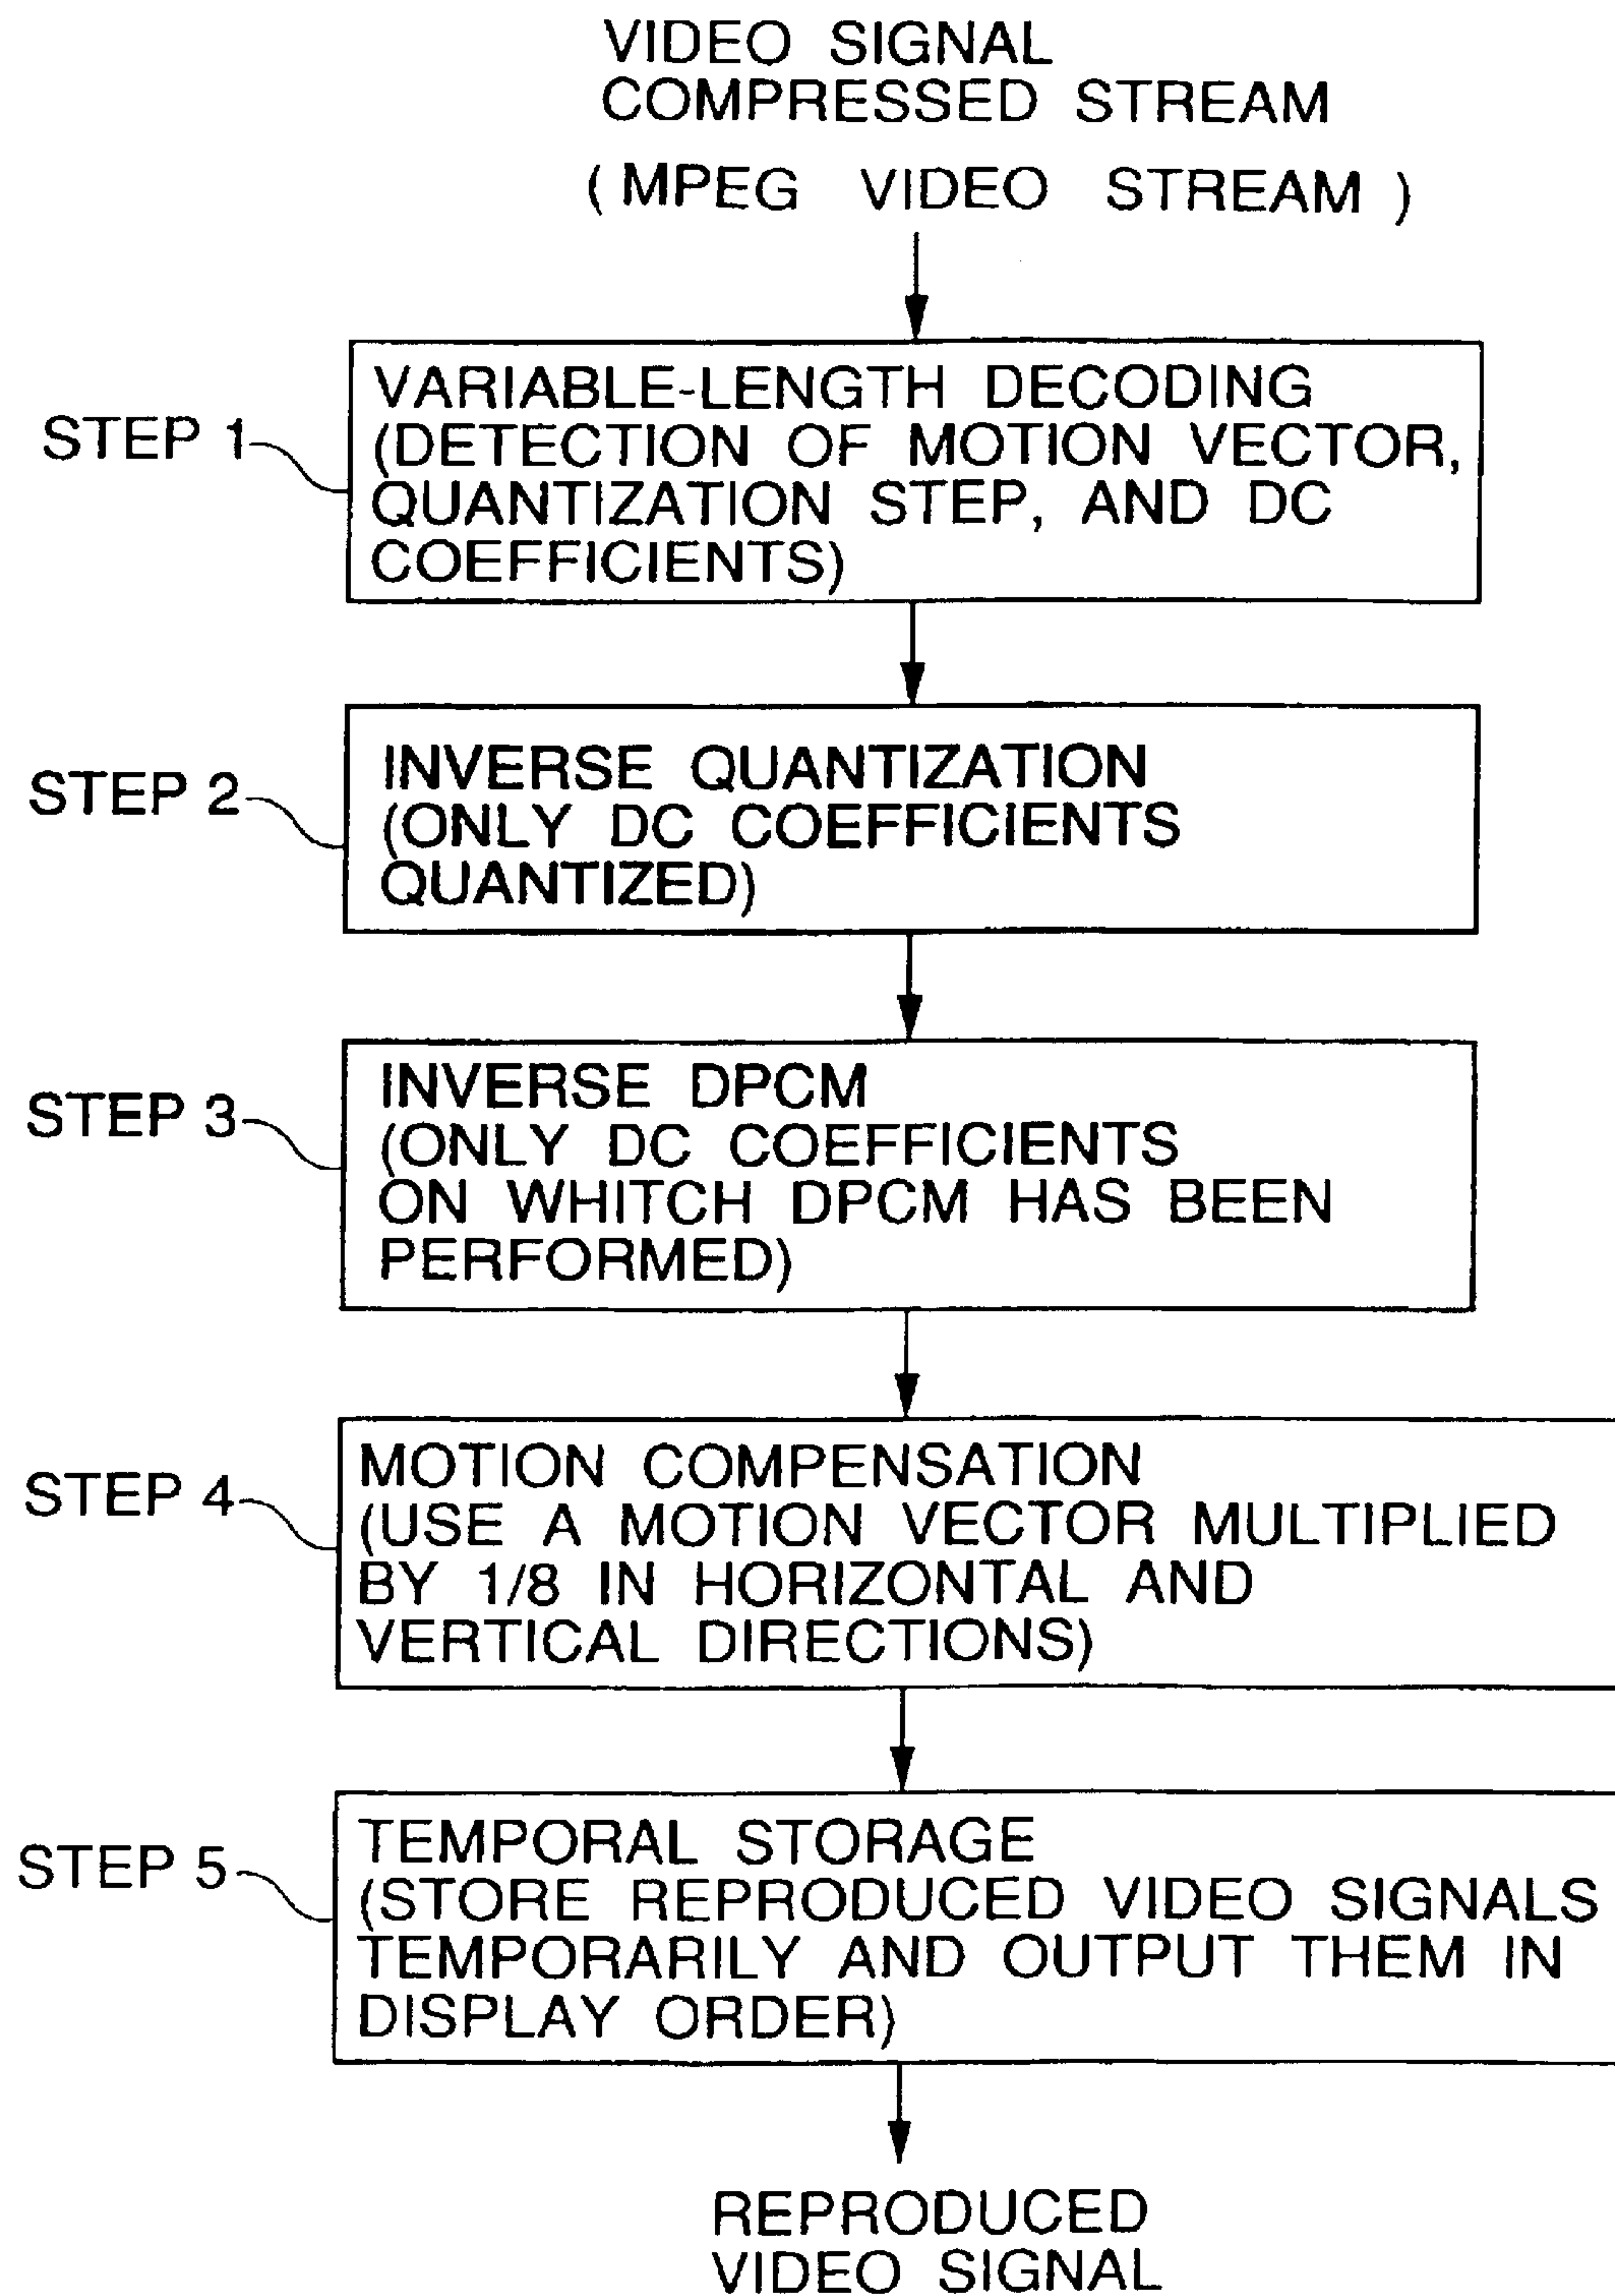 VIDEO SIGNAL
COMPRESSED STREAM
( MPEG VIDEO STREAM )
STEP 1
VARIABLE-LENGTH DECODING
(DETECTION OF MOTION VECTOR,
QUANTIZATION STEP, AND DC
COEFFICIENTS)
STEP 2
INVERSE QUANTIZATION
(ONLY DC COEFFICIENTS
QUANTIZED)
STEP 3
INVERSE DPCM
(ONLY DC COEFFICIENTS
ON WHITCH DPCM HAS BEEN
PERFORMED)
STEP 4
MOTION COMPENSATION
(USE A MOTION VECTOR MULTIPLIED
BY 1/8 IN HORIZONTAL AND
VERTICAL DIRECTIONS)
STEP 5
TEMPORAL STORAGE
(STORE REPRODUCED VIDEO SIGNALS
TEMPORARILY AND OUTPUT THEM IN
DISPLAY ORDER)
REPRODUCED
VIDEO SIGNAL